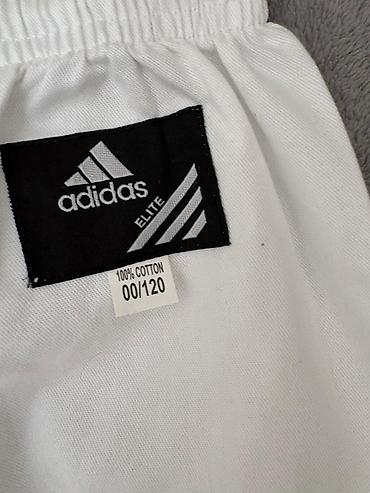 adidas
ELITE
100% COTTON
00/120